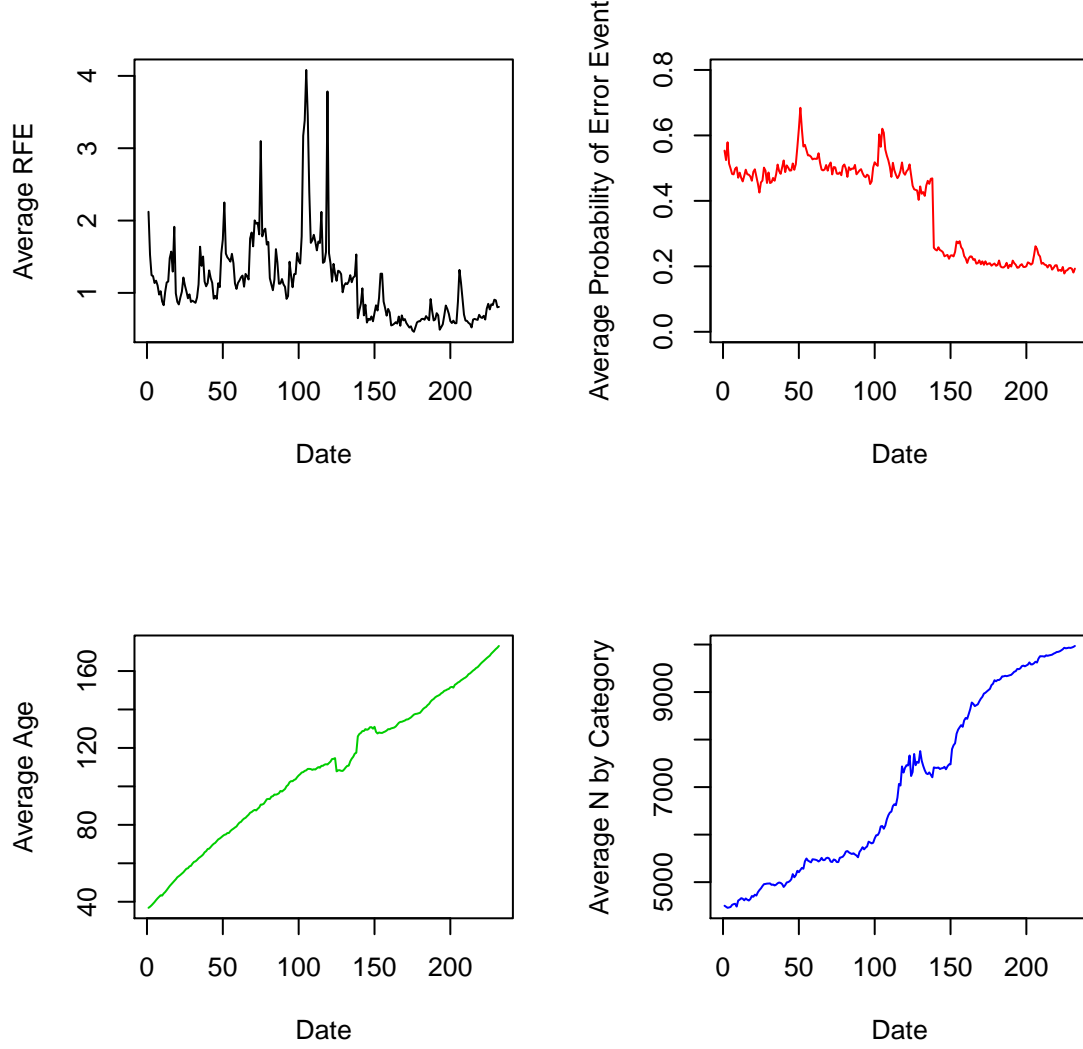 Average RFE
4
3
2
1
0 50 100 150 200
Date
Average Probability of Error Event
0.8
0.6
0.4
0.2
0.0
0 50 100 150 200
Date
Average Age
160
120
80
40
0 50 100 150 200
Date
Average N by Category
9000
7000
5000
0 50 100 150 200
Date